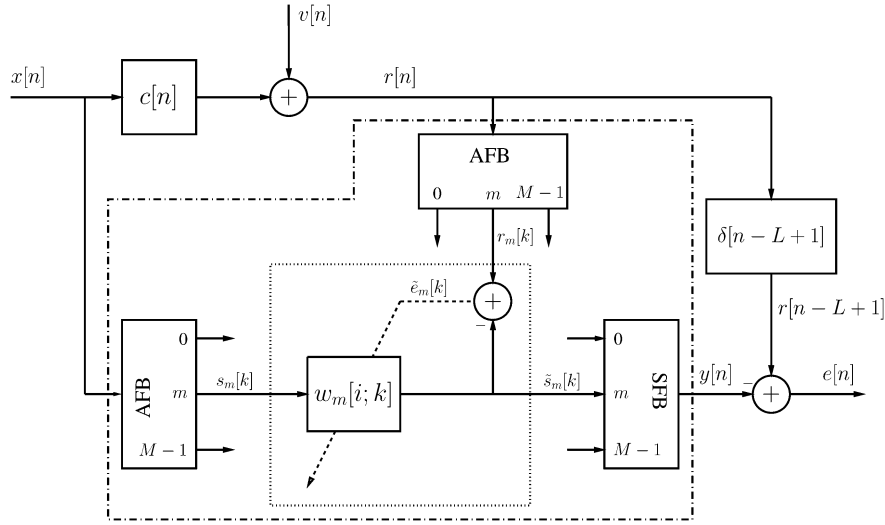 v[n]
x[n]
c[n]
+
r[n]
AFB
0 m M − 1
r_m[k]
δ[n − L + 1]
ẽ_m[k]
+
−
r[n − L + 1]
AFB
0
m
M − 1
s_m[k]
w_m[i; k]
s̃_m[k]
0
m
M − 1
SFB
y[n]
−
+
e[n]